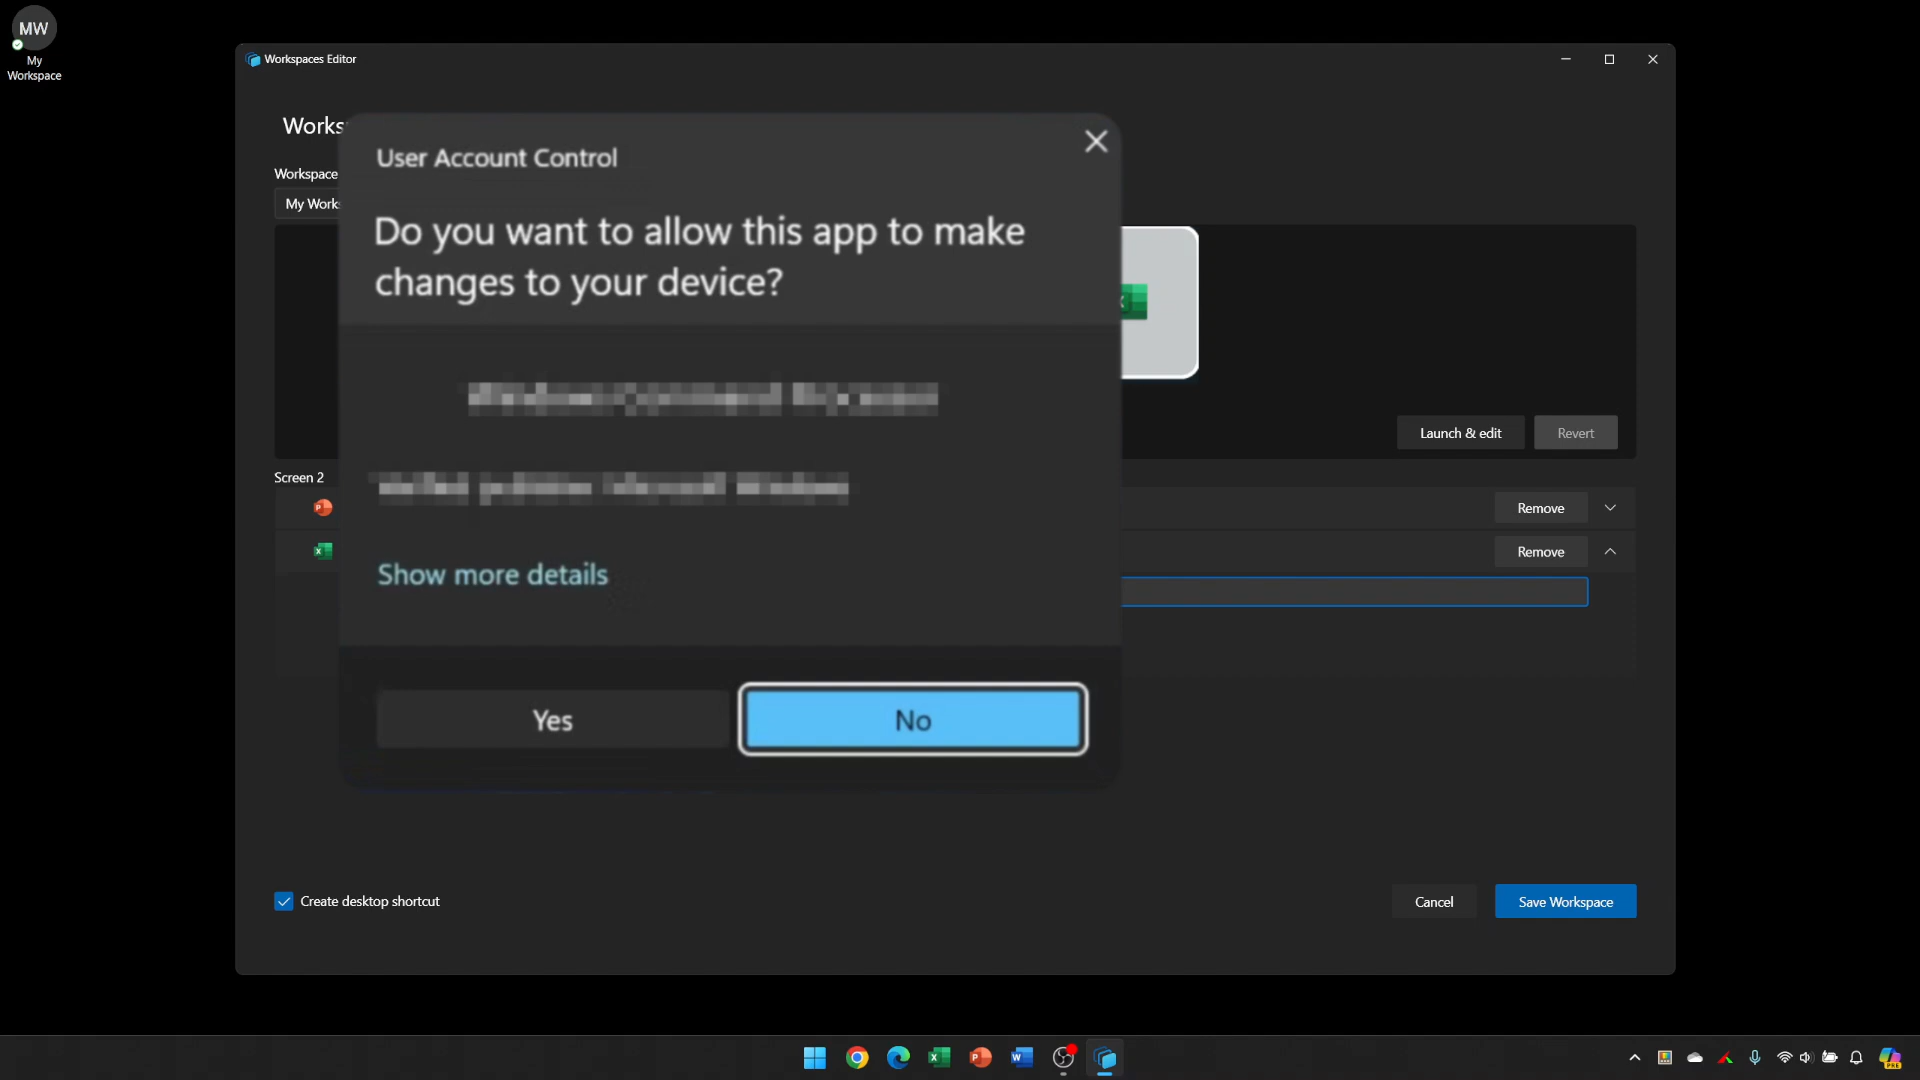 MW
My
Workspace
Workspaces Editor
User Account Control
Do you want to allow this app to make
changes to your device?
Workspace
My Work
Launch & edit
Revert
Screen 2
Remove
Remove
Show more details
Yes
No
Create desktop shortcut
Cancel
Save Workspace